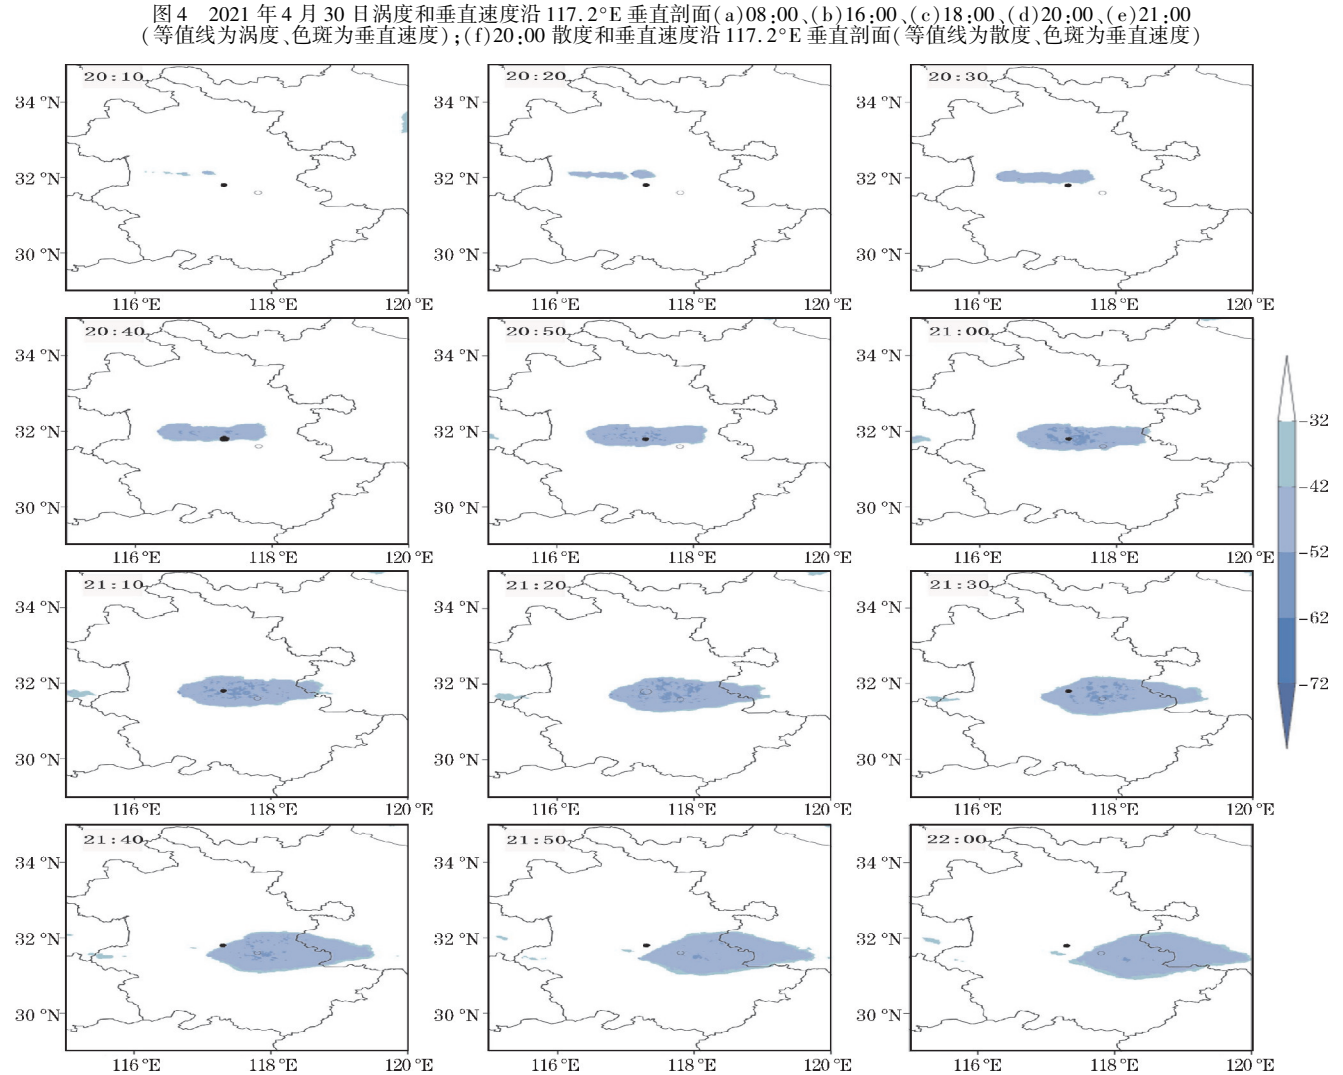 图4 2021年4月30日涡度和垂直速度沿117.2°E垂直剖面(a)08:00、(b)16:00、(c)18:00、(d)20:00、(e)21:00
(等值线为涡度、色斑为垂直速度);(f)20:00散度和垂直速度沿117.2°E垂直剖面(等值线为散度、色斑为垂直速度)
20:10 20:20 20:30
34 °N 34 °N 34 °N
32 °N 32 °N 32 °N
30 °N 30 °N 30 °N
116 °E 118 °E 120 °E 116 °E 118 °E 120 °E 116 °E 118 °E 120 °E
20:40 20:50 21:00
34 °N 34 °N 34 °N
32 °N 32 °N 32 °N
30 °N 30 °N 30 °N
116 °E 118 °E 120 °E 116 °E 118 °E 120 °E 116 °E 118 °E 120 °E
21:10 21:20 21:30
34 °N 34 °N 34 °N
32 °N 32 °N 32 °N
30 °N 30 °N 30 °N
116 °E 118 °E 120 °E 116 °E 118 °E 120 °E 116 °E 118 °E 120 °E
21:40 21:50 22:00
34 °N 34 °N 34 °N
32 °N 32 °N 32 °N
30 °N 30 °N 30 °N
116 °E 118 °E 120 °E 116 °E 118 °E 120 °E 116 °E 118 °E 120 °E
-32
-42
-52
-62
-72